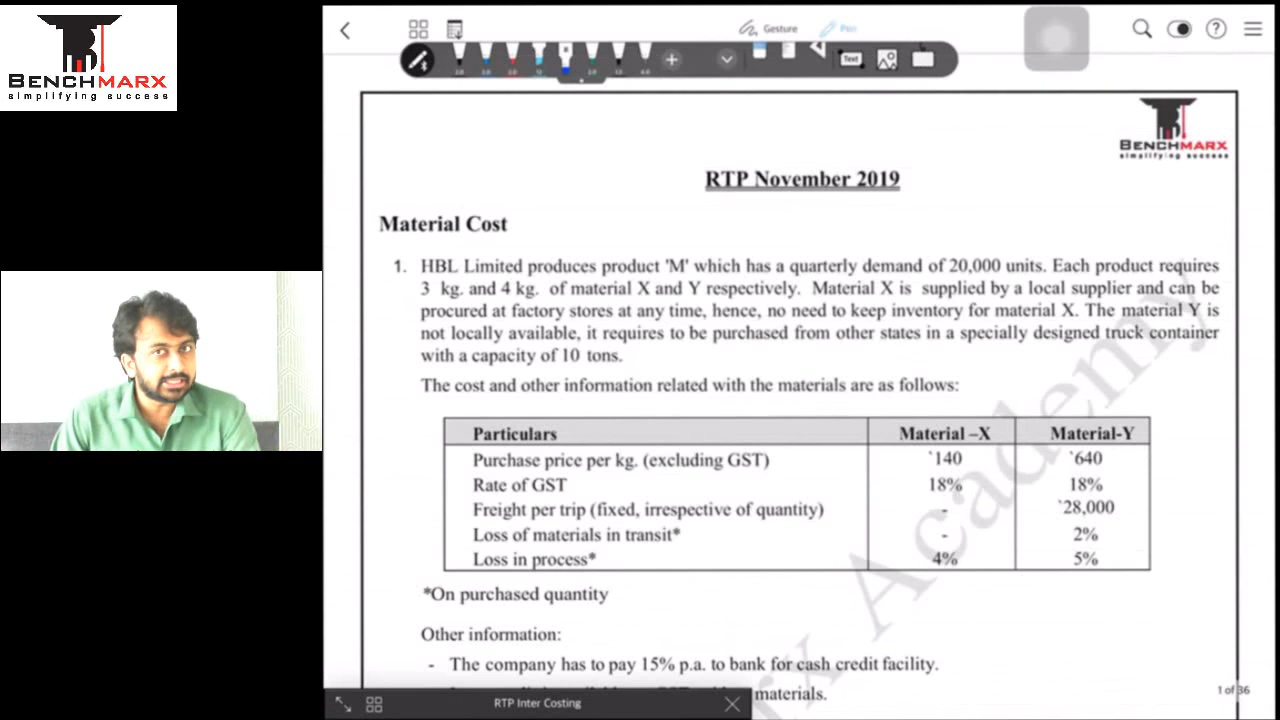 BENCHMARX
simplifying success
Gesture
Pen
Text
BENCHMARX
simplifying success
RTP November 2019
Material Cost
1. HBL Limited produces product 'M' which has a quarterly demand of 20,000 units. Each product requires
3 kg. and 4 kg. of material X and Y respectively. Material X is supplied by a local supplier and can be
procured at factory stores at any time, hence, no need to keep inventory for material X. The material Y is
not locally available, it requires to be purchased from other states in a specially designed truck container
with a capacity of 10 tons.
The cost and other information related with the materials are as follows:
Particulars Material –X Material-Y
Purchase price per kg. (excluding GST) `140 `640
Rate of GST 18% 18%
Freight per trip (fixed, irrespective of quantity) - `28,000
Loss of materials in transit* - 2%
Loss in process* 4% 5%
*On purchased quantity
Other information:
- The company has to pay 15% p.a. to bank for cash credit facility.
materials.
1 of 36
RTP Inter Costing
Academy